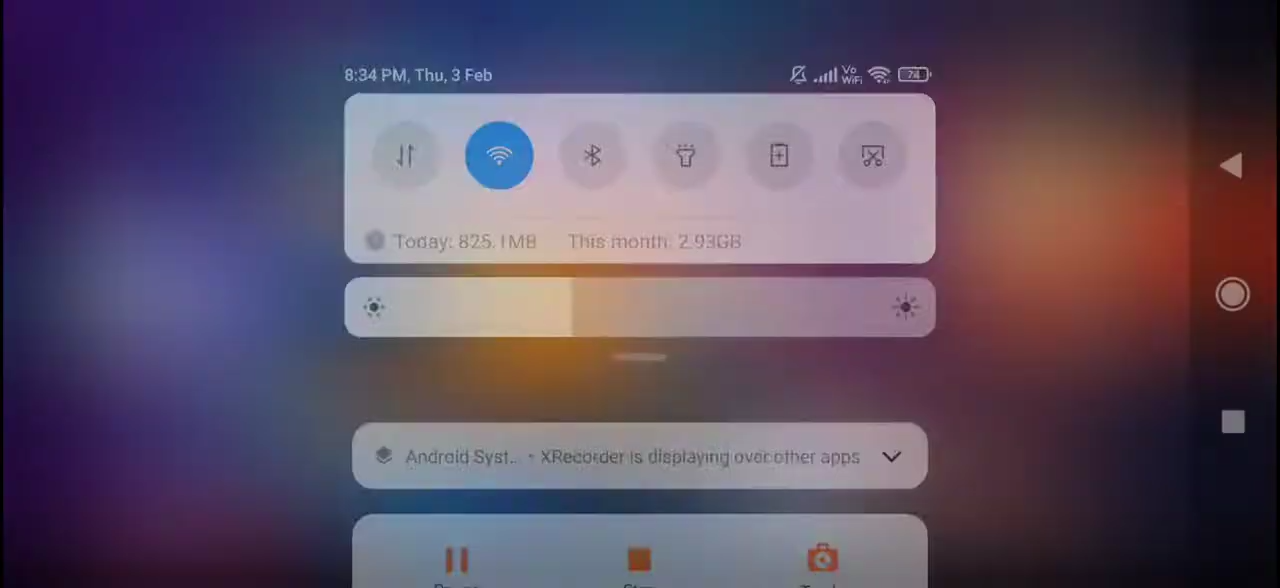 8:34 PM, Thu, 3 Feb
Vo
WiFi
74
Today: 825.1MB This month: 2.93GB
Android Syst.. • XRecorder is displaying over other apps